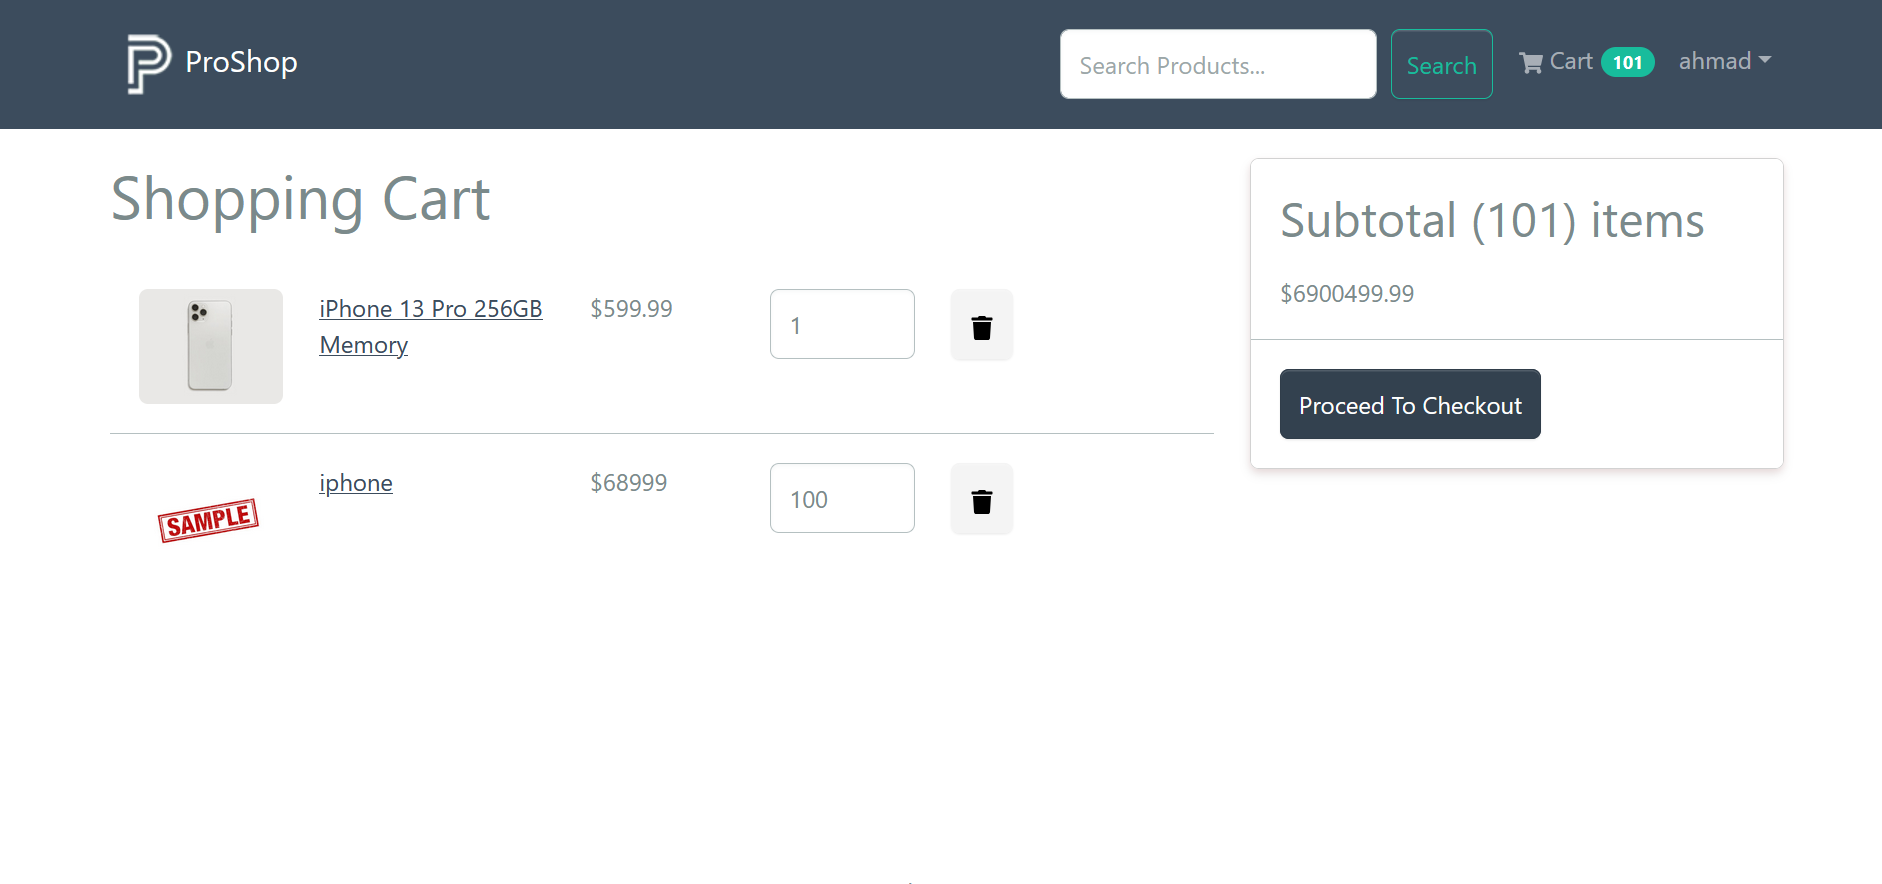 ProShop
Search Products...
Search
Cart 101
ahmad
Shopping Cart
iPhone 13 Pro 256GB
Memory
$599.99
1
SAMPLE
iphone
$68999
100
Subtotal (101) items
$6900499.99
Proceed To Checkout